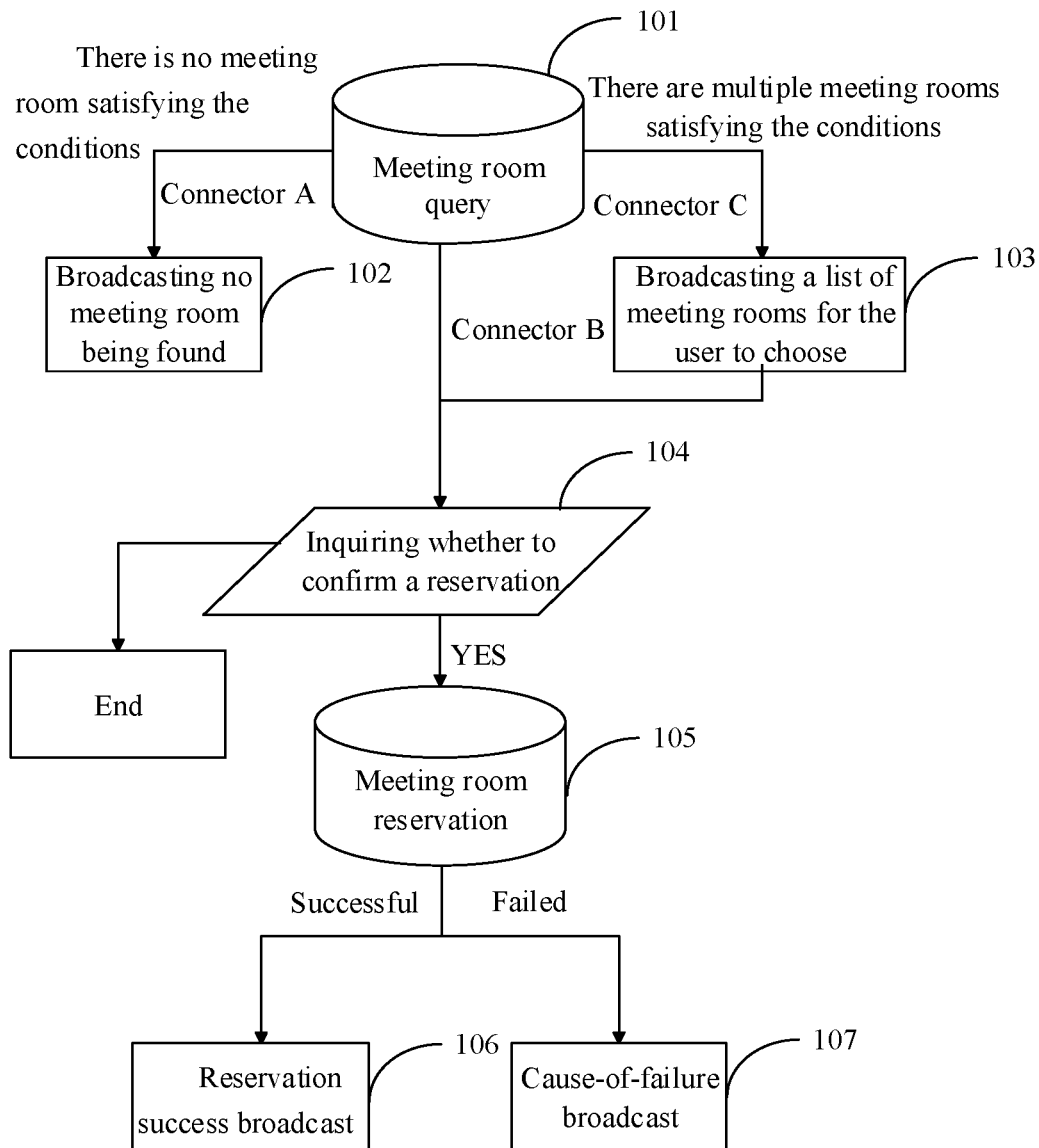 101
There is no meeting
room satisfying the
conditions
There are multiple meeting rooms
satisfying the conditions
Meeting room
query
Connector A
Connector C
Broadcasting no
meeting room
being found
102
Connector B
Broadcasting a list of
meeting rooms for the
user to choose
103
104
Inquiring whether to
confirm a reservation
YES
End
105
Meeting room
reservation
Successful
Failed
Reservation
success broadcast
106
Cause-of-failure
broadcast
107